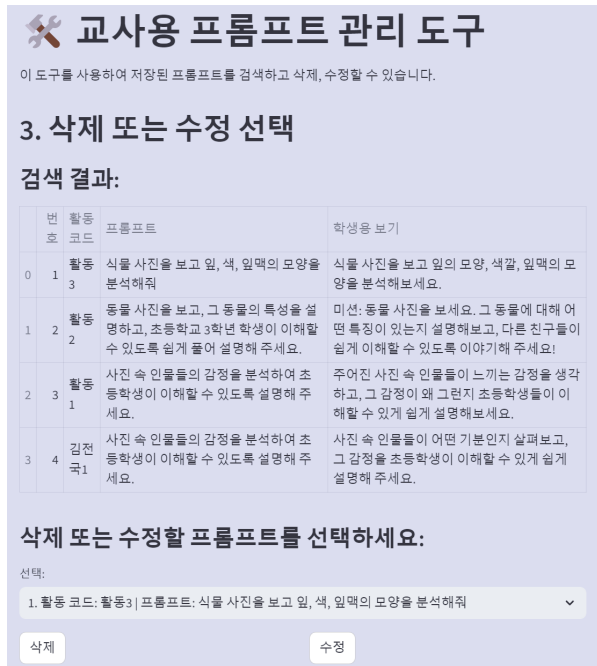 교사용 프롬프트 관리 도구
이 도구를 사용하여 저장된 프롬프트를 검색하고 삭제, 수정할 수 있습니다.
3. 삭제 또는 수정 선택
검색 결과:
번호 활동 코드 프롬프트 학생용 보기
0 1 활동3 식물 사진을 보고 잎, 색, 잎맥의 모양을
분석해줘
식물 사진을 보고 잎의 모양, 색깔, 잎맥의 모
양을 분석해보세요.
1 2 활동2 동물 사진을 보고, 그 동물의 특성을 설
명하고, 초등학교 3학년 학생이 이해할
수 있도록 쉽게 풀어 설명해 주세요.
미션: 동물 사진을 보세요. 그 동물에 대해 어
떤 특징이 있는지 설명해보고, 다른 친구들이
쉽게 이해할 수 있도록 이야기해 주세요!
2 3 활동1 사진 속 인물들의 감정을 분석하여 초
등학생이 이해할 수 있도록 설명해 주
세요.
주어진 사진 속 인물들이 느끼는 감정을 생각
하고, 그 감정이 왜 그런지 초등학생들이 이
해할 수 있게 쉽게 설명해보세요.
3 4 김전국1 사진 속 인물들의 감정을 분석하여 초
등학생이 이해할 수 있도록 설명해 주
세요.
사진 속 인물들이 어떤 기분인지 살펴보고,
그 감정을 초등학생이 이해할 수 있게 쉽게
설명해 주세요.
삭제 또는 수정할 프롬프트를 선택하세요:
선택:
1. 활동 코드: 활동3 | 프롬프트: 식물 사진을 보고 잎, 색, 잎맥의 모양을 분석해줘
삭제 수정